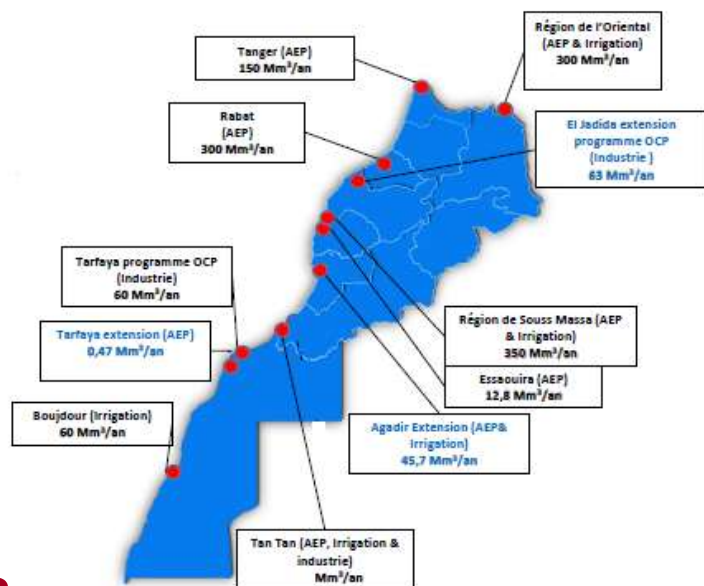 Tanger (AEP)
150 Mm³/an
Région de l'Oriental
(AEP & Irrigation)
300 Mm³/an
Rabat
(AEP)
300 Mm³/an
El Jadida extension
programme OCP
(Industrie )
63 Mm³/an
Tarfaya programme OCP
(Industrie)
60 Mm³/an
Tarfaya extension (AEP)
0,47 Mm³/an
Région de Souss Massa (AEP
& Irrigation)
350 Mm³/an
Essaouira (AEP)
12,8 Mm³/an
Boujdour (Irrigation)
60 Mm³/an
Agadir Extension (AEP&
Irrigation)
45,7 Mm³/an
Tan Tan (AEP, Irrigation &
industrie)
Mm³/an